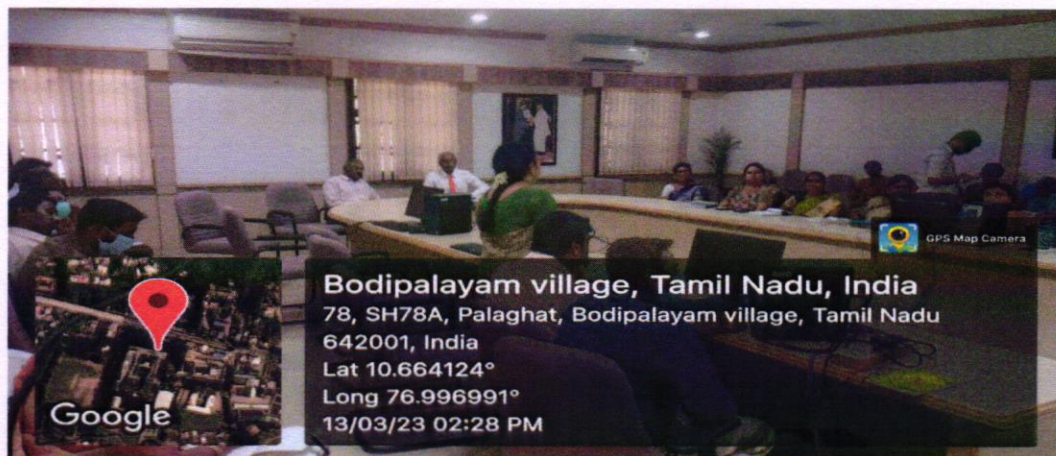 GPS Map Camera
Bodipalayam village, Tamil Nadu, India
78, SH78A, Palaghat, Bodipalayam village, Tamil Nadu
642001, India
Lat 10.664124°
Long 76.996991°
13/03/23 02:28 PM
Google